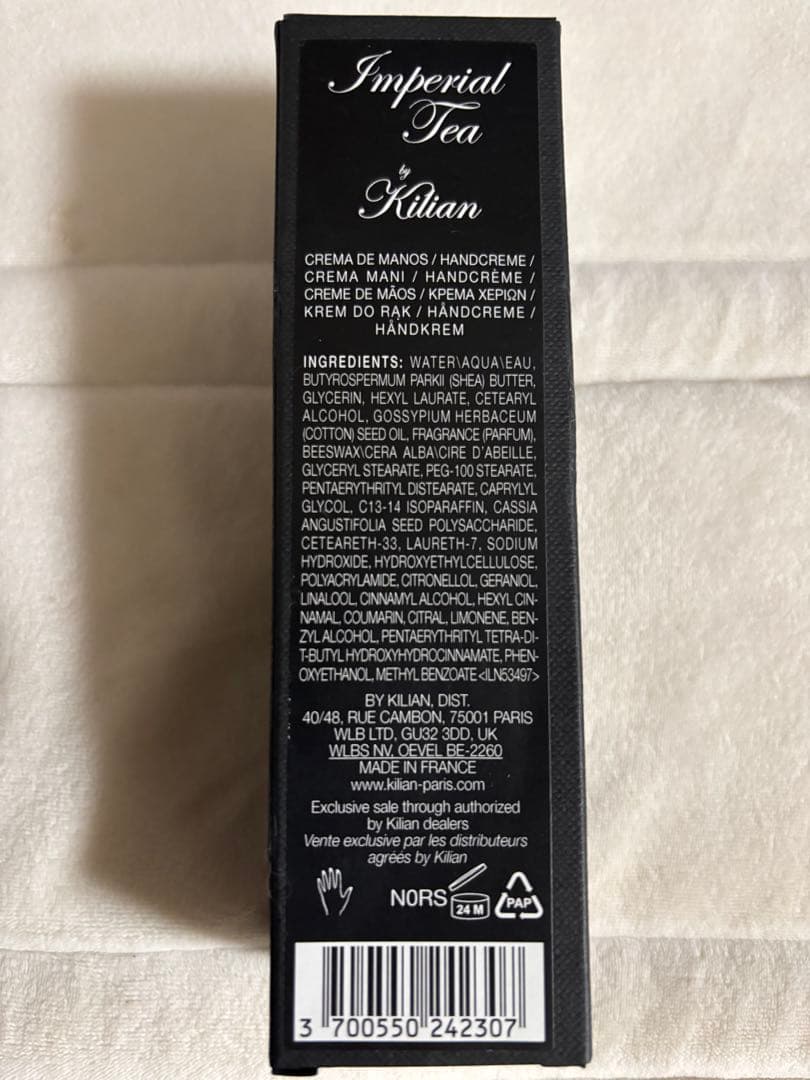 Imperial
Tea
by
Kilian
CREMA DE MANOS / HANDCREME /
CREMA MANI / HANDCRÈME /
CREME DE MÃOS / ΚΡΕΜΑ ΧΕΡΙΩΝ /
KREM DO RĄK / HÅNDCREME /
HÅNDKREM
INGREDIENTS: WATER\AQUA\EAU,
BUTYROSPERMUM PARKII (SHEA) BUTTER,
GLYCERIN, HEXYL LAURATE, CETEARYL
ALCOHOL, GOSSYPIUM HERBACEUM
(COTTON) SEED OIL, FRAGRANCE (PARFUM),
BEESWAX\CERA ALBA\CIRE D'ABEILLE,
GLYCERYL STEARATE, PEG-100 STEARATE,
PENTAERYTHRITYL DISTEARATE, CAPRYLYL
GLYCOL, C13-14 ISOPARAFFIN, CASSIA
ANGUSTIFOLIA SEED POLYSACCHARIDE,
CETEARETH-33, LAURETH-7, SODIUM
HYDROXIDE, HYDROXYETHYLCELLULOSE,
POLYACRYLAMIDE, CITRONELLOL, GERANIOL,
LINALOOL, CINNAMYL ALCOHOL, HEXYL CIN-
NAMAL, COUMARIN, CITRAL, LIMONENE, BEN-
ZYL ALCOHOL, PENTAERYTHRITYL TETRA-DI-
T-BUTYL HYDROXYHYDROCINNAMATE, PHEN-
OXYETHANOL, METHYL BENZOATE <ILN53497>
BY KILIAN, DIST.
40/48, RUE CAMBON, 75001 PARIS
WLB LTD, GU32 3DD, UK
WLBS NV, OEVEL BE-2260
MADE IN FRANCE
www.kilian-paris.com
Exclusive sale through authorized
by Kilian dealers
Vente exclusive par les distributeurs
agréés by Kilian
N0RS 24 M PAP
3 700550 242307